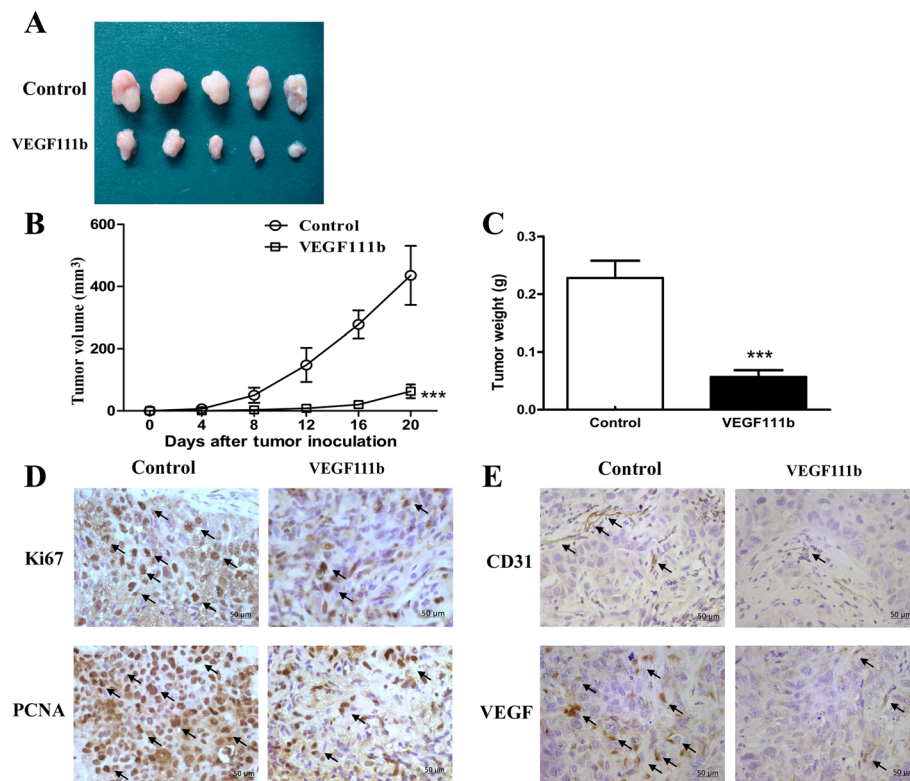 A
Control
VEGF111b
B
Control
VEGF111b
Tumor volume (mm³)
600
400
200
0
***
0 4 8 12 16 20
Days after tumor inoculation
C
Tumor weight (g)
0.3
0.2
0.1
0.0
***
Control VEGF111b
D
Control VEGF111b
Ki67
50 µm 50 µm
PCNA
50 µm 50 µm
E
Control VEGF111b
CD31
50 µm 50 µm
VEGF
50 µm 50 µm